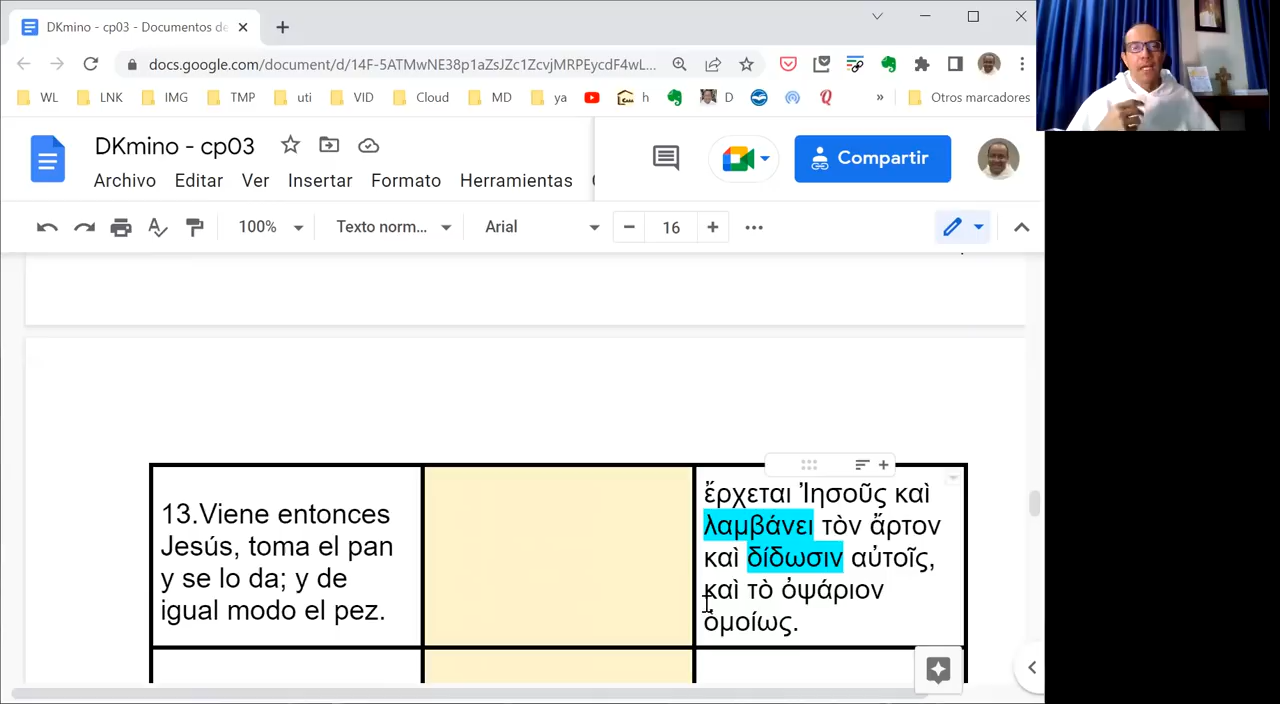 DKmino - cp03 - Documentos de
docs.google.com/document/d/14F-5ATMwNE38p1aZsJZc1ZcvjMRPEycdF4wL...
WL LNK IMG TMP uti VID Cloud MD ya h D » Otros marcadores
DKmino - cp03
Compartir
Archivo Editar Ver Insertar Formato Herramientas
100% Texto norm... Arial 16
13.Viene entonces
Jesús, toma el pan
y se lo da; y de
igual modo el pez.
ἔρχεται Ἰησοῦς καὶ
λαμβάνει τὸν ἄρτον
καὶ δίδωσιν αὐτοῖς,
καὶ τὸ ὀψάριον
ὁμοίως.